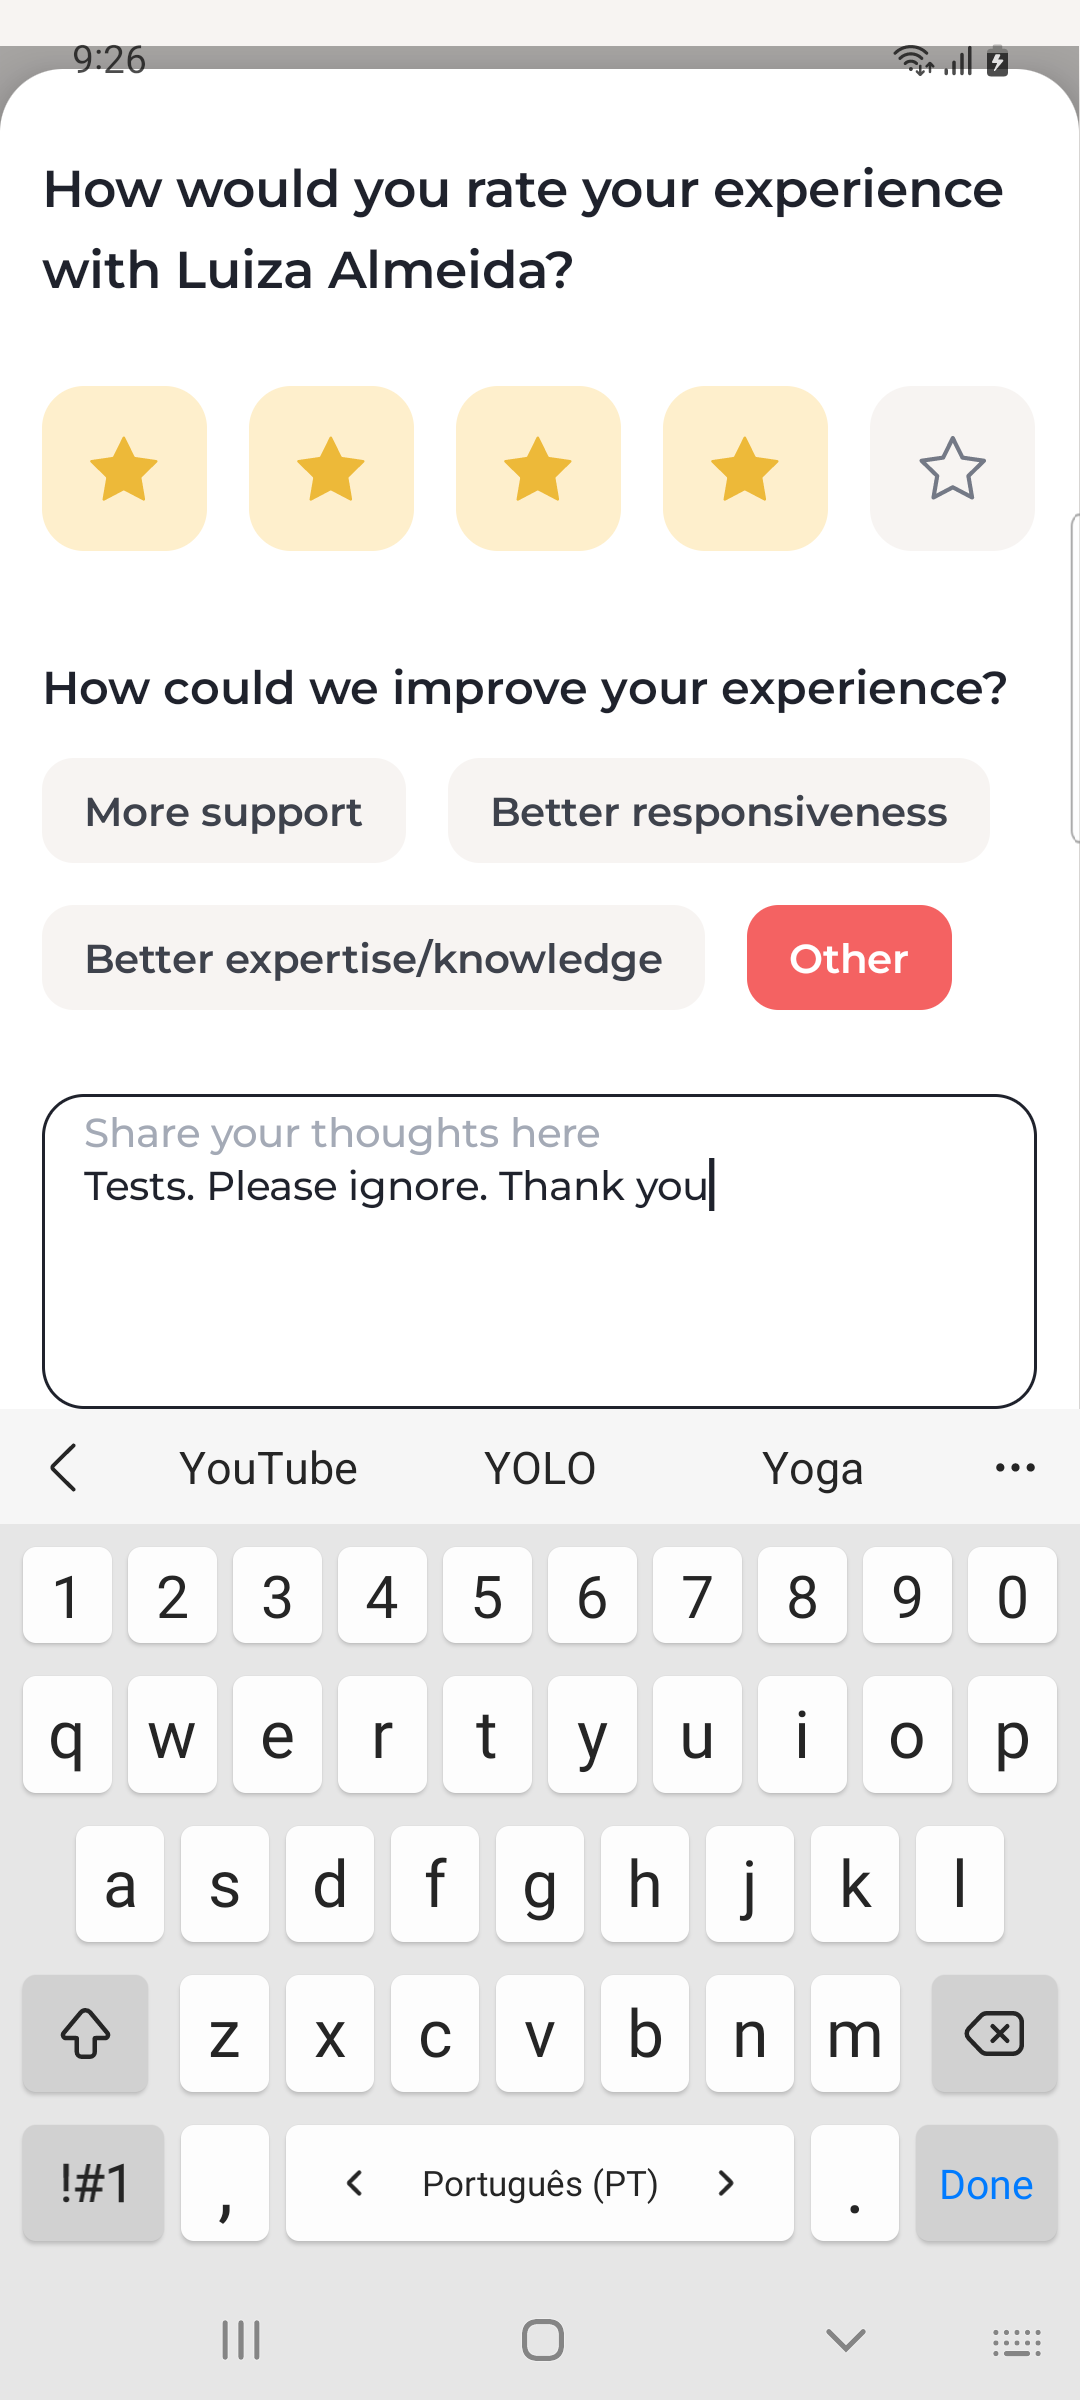 9:26
How would you rate your experience
with Luiza Almeida?
How could we improve your experience?
More support
Better responsiveness
Better expertise/knowledge
Other
Share your thoughts here
Tests. Please ignore. Thank you
YouTube YOLO Yoga
1 2 3 4 5 6 7 8 9 0
q w e r t y u i o p
a s d f g h j k l
z x c v b n m
!#1 , Português (PT) . Done